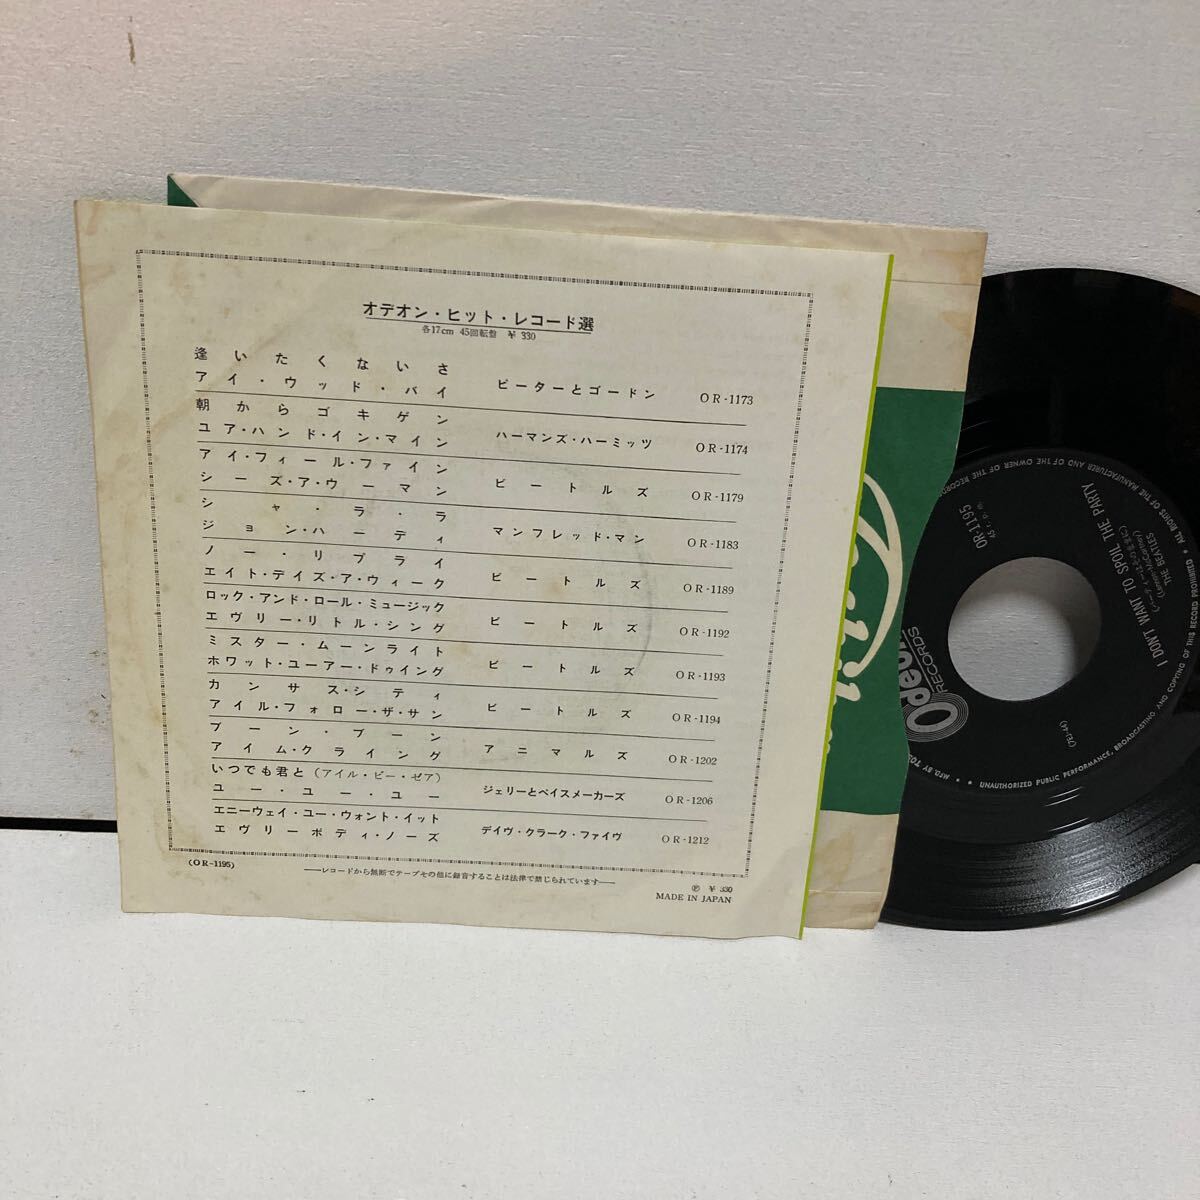 オデオン・ヒット・レコード選
各17cm 45回転盤 ¥ 330
逢いたくないさ
アイ・ウッド・バイ
ピーターとゴードン OR-1173
朝からゴキゲン
ユア・ハンド・イン・マイン
ハーマンズ・ハーミッツ OR-1174
アイ・フィール・ファイン
シーズ・ア・ウーマン
ビートルズ OR-1179
シャ・ラ・ラ
ジョン・ハーディ
マンフレッド・マン OR-1183
ノー・リプライ
エイト・デイズ・ア・ウィーク
ビートルズ OR-1189
ロック・アンド・ロール・ミュージック
エヴリー・リトル・シング
ビートルズ OR-1192
ミスター・ムーンライト
ホワット・ユーアー・ドゥイング
ビートルズ OR-1193
カンサス・シティ
アイル・フォロー・ザ・サン
ビートルズ OR-1194
ブーン・ブーン
アイム・クライング
アニマルズ OR-1202
いつでも君と(アイル・ビー・ゼア)
ユー・ユー・ユー
ジェリーとペイスメーカーズ OR-1206
エニーウェイ・ユー・ウォント・イット
エヴリーボディ・ノーズ
デイヴ・クラーク・ファイヴ OR-1212
(OR-1195)
——レコードから無断でテープその他に録音することは法律で禁じられています——
Ⓟ ¥ 330
MADE IN JAPAN
Odeon
RECORDS
OR-1195
45 r.p.m.
I DON'T WANT TO SPOIL THE PARTY
(パーティーはそのままに)
(Lennon-McCartney)
THE BEATLES
(7EJ-44)
MFD. BY TO
UNAUTHORIZED PUBLIC PERFORMANCE, BROADCASTING AND COPYING OF THIS RECORD PROHIBITED • ALL RIGHTS OF THE MANUFACTURER AND OF THE OWNER OF THE RECORD